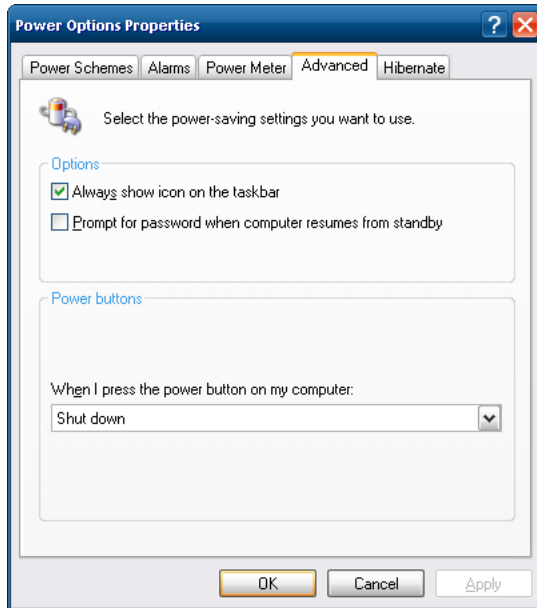 Power Options Properties
?
Power Schemes Alarms Power Meter Advanced Hibernate
Select the power-saving settings you want to use.
Options
Always show icon on the taskbar
Prompt for password when computer resumes from standby
Power buttons
When I press the power button on my computer:
Shut down
OK Cancel Apply